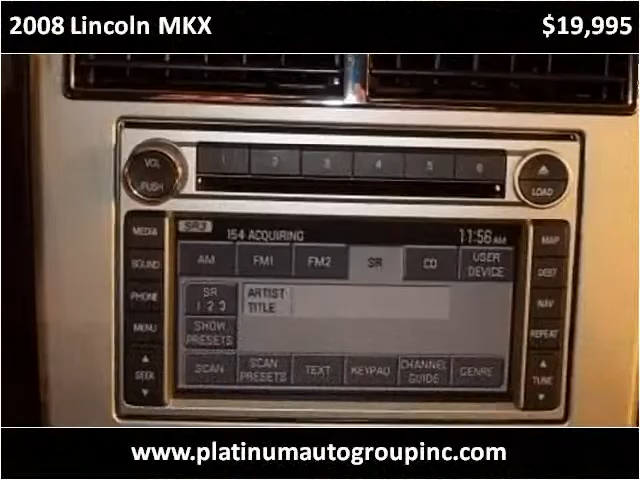 2008 Lincoln MKX $19,995
VOL PUSH
1 2 3 4 5 6
LOAD
MEDIA SOUND PHONE MENU SEEK
SR3 154 ACQUIRING 11:56 AM
AM FM1 FM2 SR CD USER DEVICE
SR 1 2 3
ARTIST
TITLE
SHOW PRESETS
SCAN SCAN PRESETS TEXT KEYPAD CHANNEL GUIDE GENRE
MAP DEST NAV REPEAT TUNE
www.platinumautogroupinc.com